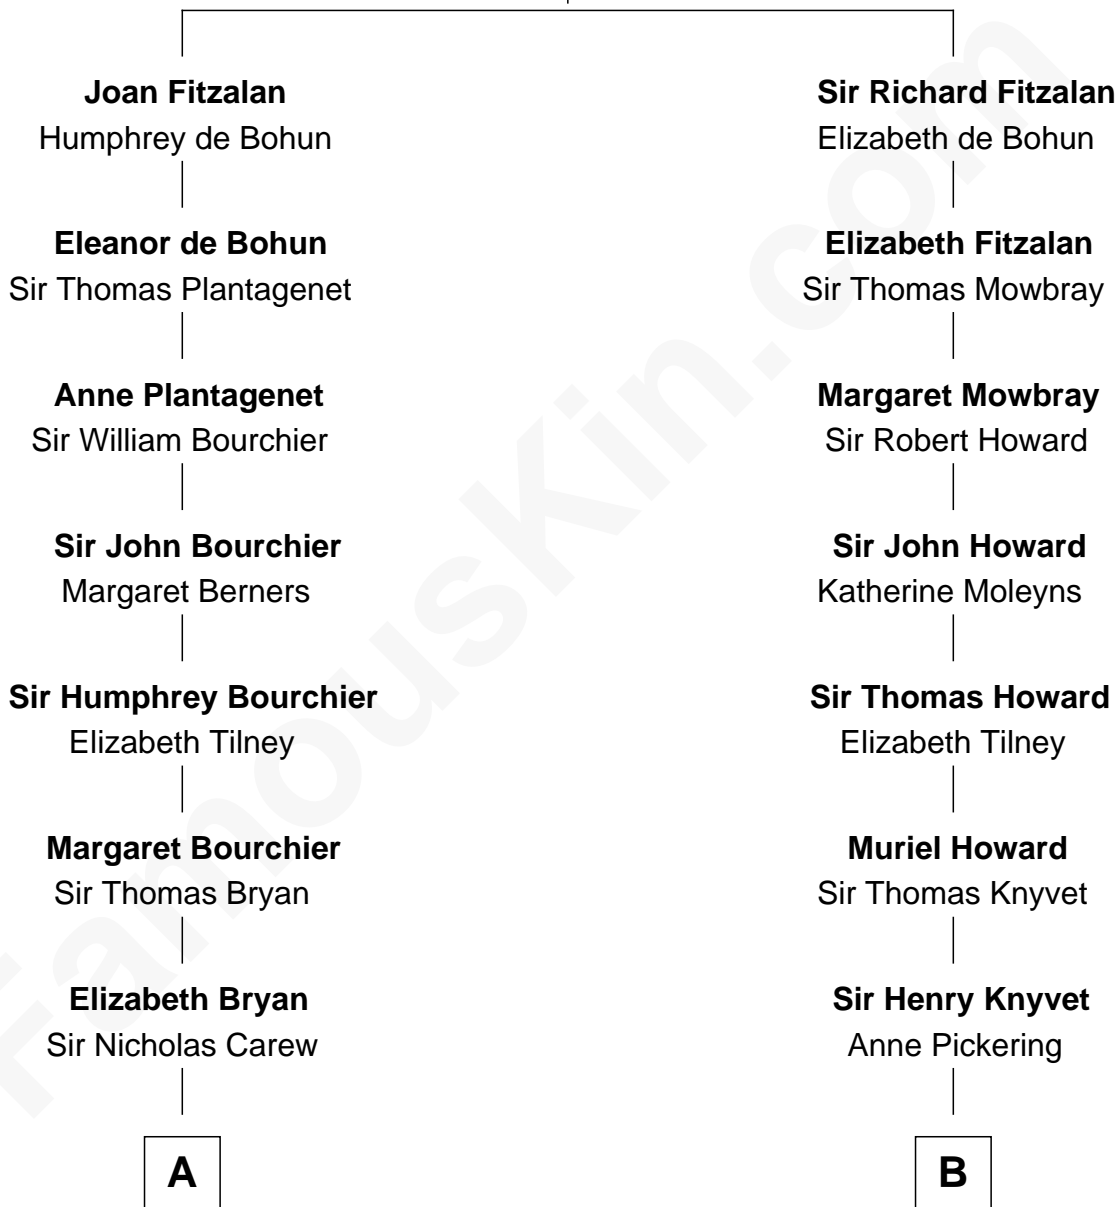 Joan Fitzalan
Humphrey de Bohun
Eleanor de Bohun
Sir Thomas Plantagenet
Anne Plantagenet
Sir William Bourchier
Sir John Bourchier
Margaret Berners
Sir Humphrey Bourchier
Elizabeth Tilney
Margaret Bourchier
Sir Thomas Bryan
Elizabeth Bryan
Sir Nicholas Carew
A
Sir Richard Fitzalan
Elizabeth de Bohun
Elizabeth Fitzalan
Sir Thomas Mowbray
Margaret Mowbray
Sir Robert Howard
Sir John Howard
Katherine Moleyns
Sir Thomas Howard
Elizabeth Tilney
Muriel Howard
Sir Thomas Knyvet
Sir Henry Knyvet
Anne Pickering
B
FamousKin.com